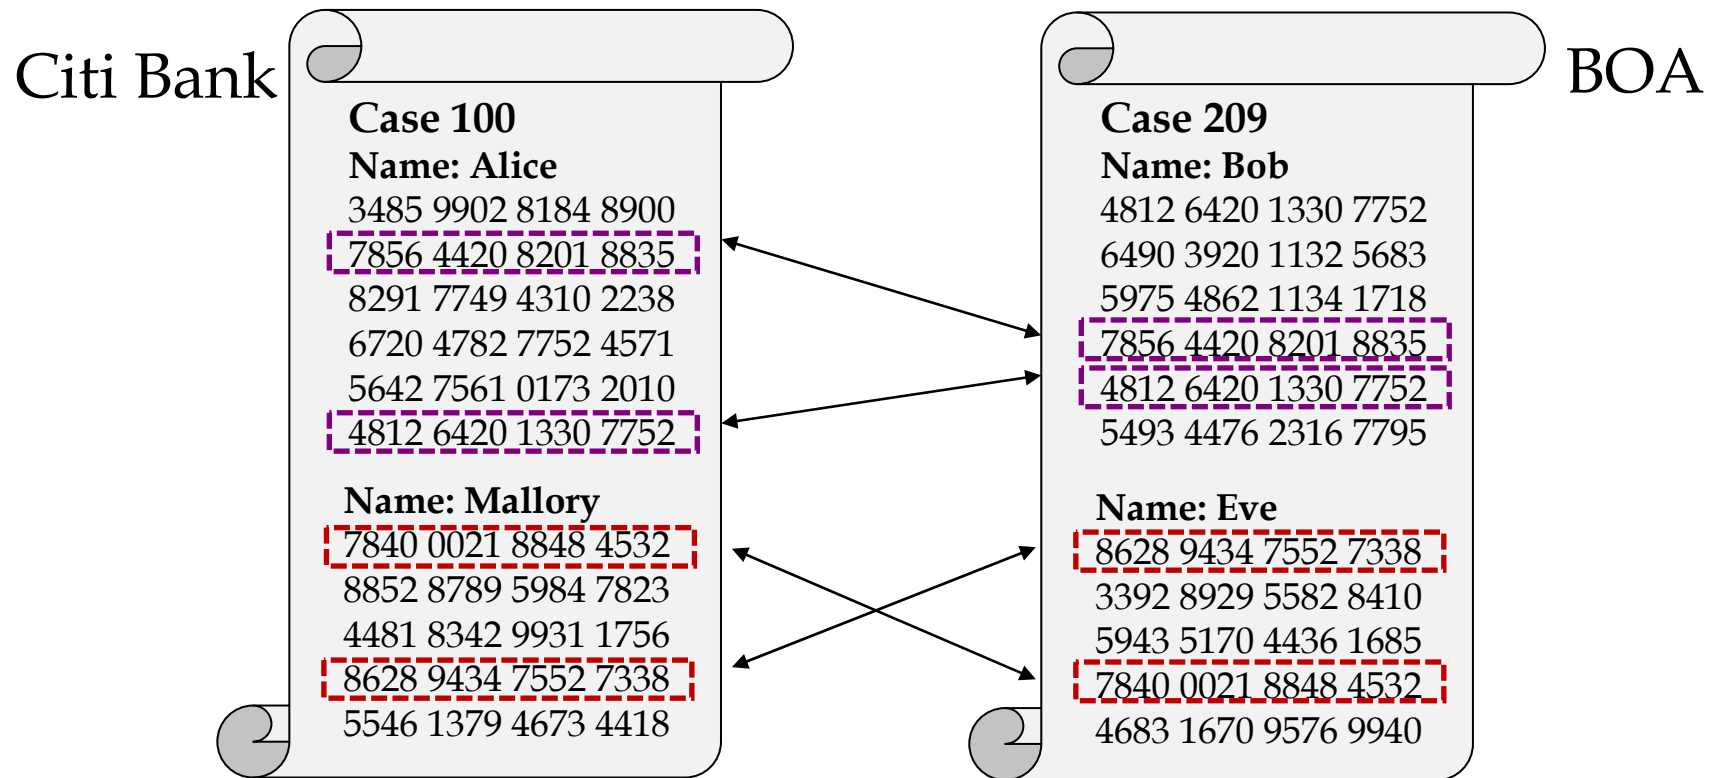 Citi Bank
Case 100
Name: Alice
3485 9902 8184 8900
7856 4420 8201 8835
8291 7749 4310 2238
6720 4782 7752 4571
5642 7561 0173 2010
4812 6420 1330 7752
Name: Mallory
7840 0021 8848 4532
8852 8789 5984 7823
4481 8342 9931 1756
8628 9434 7552 7338
5546 1379 4673 4418
BOA
Case 209
Name: Bob
4812 6420 1330 7752
6490 3920 1132 5683
5975 4862 1134 1718
7856 4420 8201 8835
4812 6420 1330 7752
5493 4476 2316 7795
Name: Eve
8628 9434 7552 7338
3392 8929 5582 8410
5943 5170 4436 1685
7840 0021 8848 4532
4683 1670 9576 9940